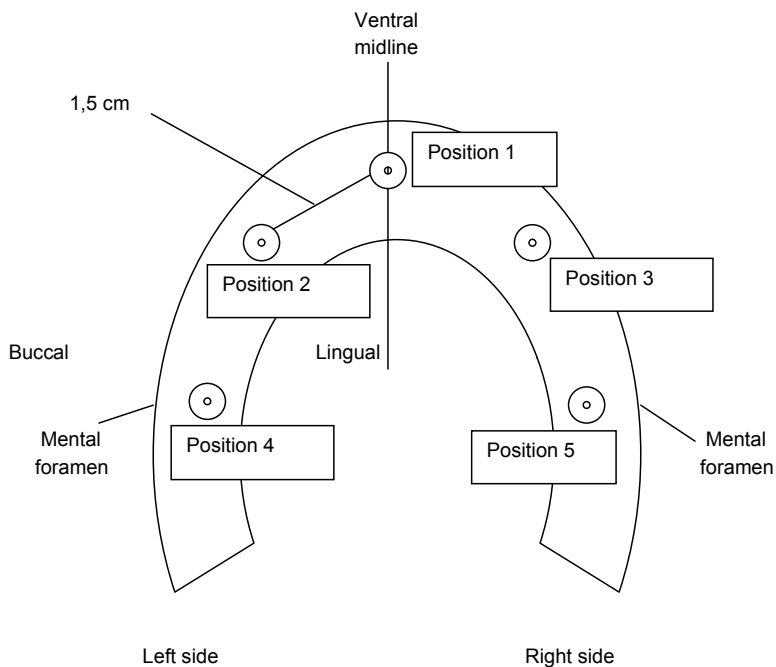 Ventral
midline
1,5 cm
Position 1
Position 2
Position 3
Buccal
Lingual
Mental
foramen
Position 4
Position 5
Mental
foramen
Left side
Right side